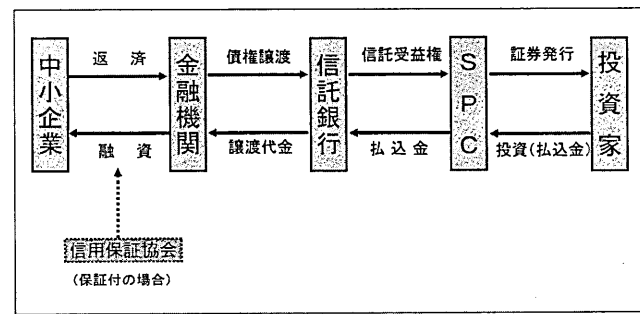 中小企業
返済
融資
金融機関
債権譲渡
譲渡代金
信託銀行
信託受益権
払込金
SPC
証券発行
投資(払込金)
投資家
信用保証協会
(保証付の場合)